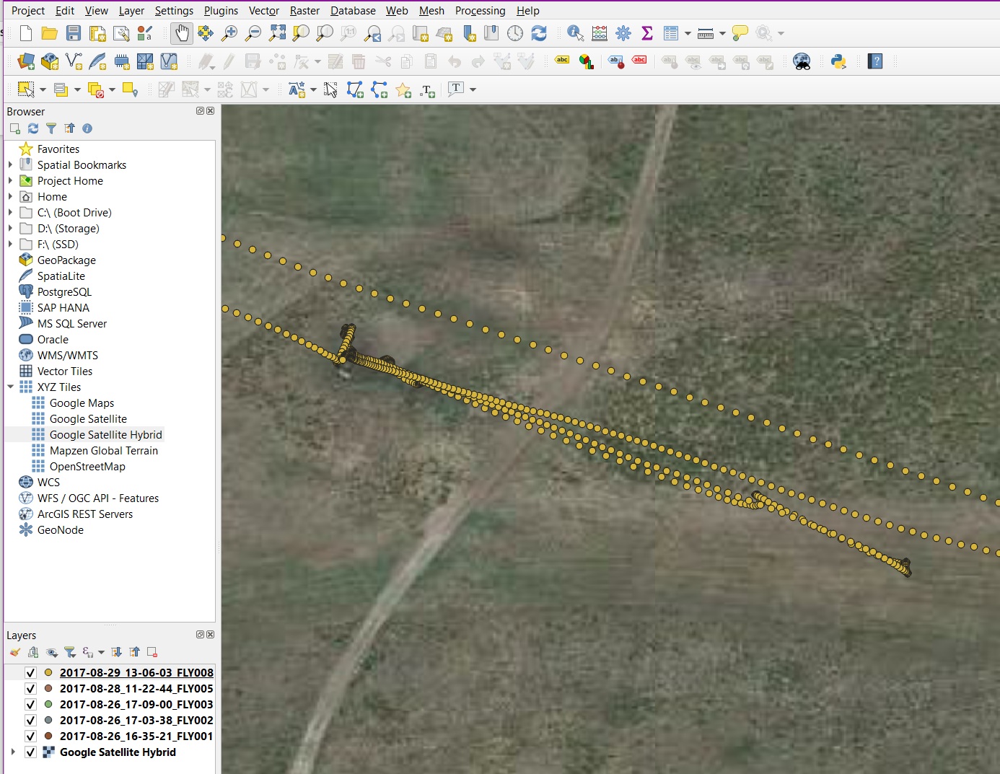 Project Edit View Layer Settings Plugins Vector Raster Database Web Mesh Processing Help
Browser
Favorites
Spatial Bookmarks
Project Home
Home
C:\ (Boot Drive)
D:\ (Storage)
F:\ (SSD)
GeoPackage
SpatiaLite
PostgreSQL
SAP HANA
MS SQL Server
Oracle
WMS/WMTS
Vector Tiles
XYZ Tiles
Google Maps
Google Satellite
Google Satellite Hybrid
Mapzen Global Terrain
OpenStreetMap
WCS
WFS / OGC API - Features
ArcGIS REST Servers
GeoNode
Layers
2017-08-29_13-06-03_FLY008
2017-08-28_11-22-44_FLY005
2017-08-26_17-09-00_FLY003
2017-08-26_17-03-38_FLY002
2017-08-26_16-35-21_FLY001
Google Satellite Hybrid